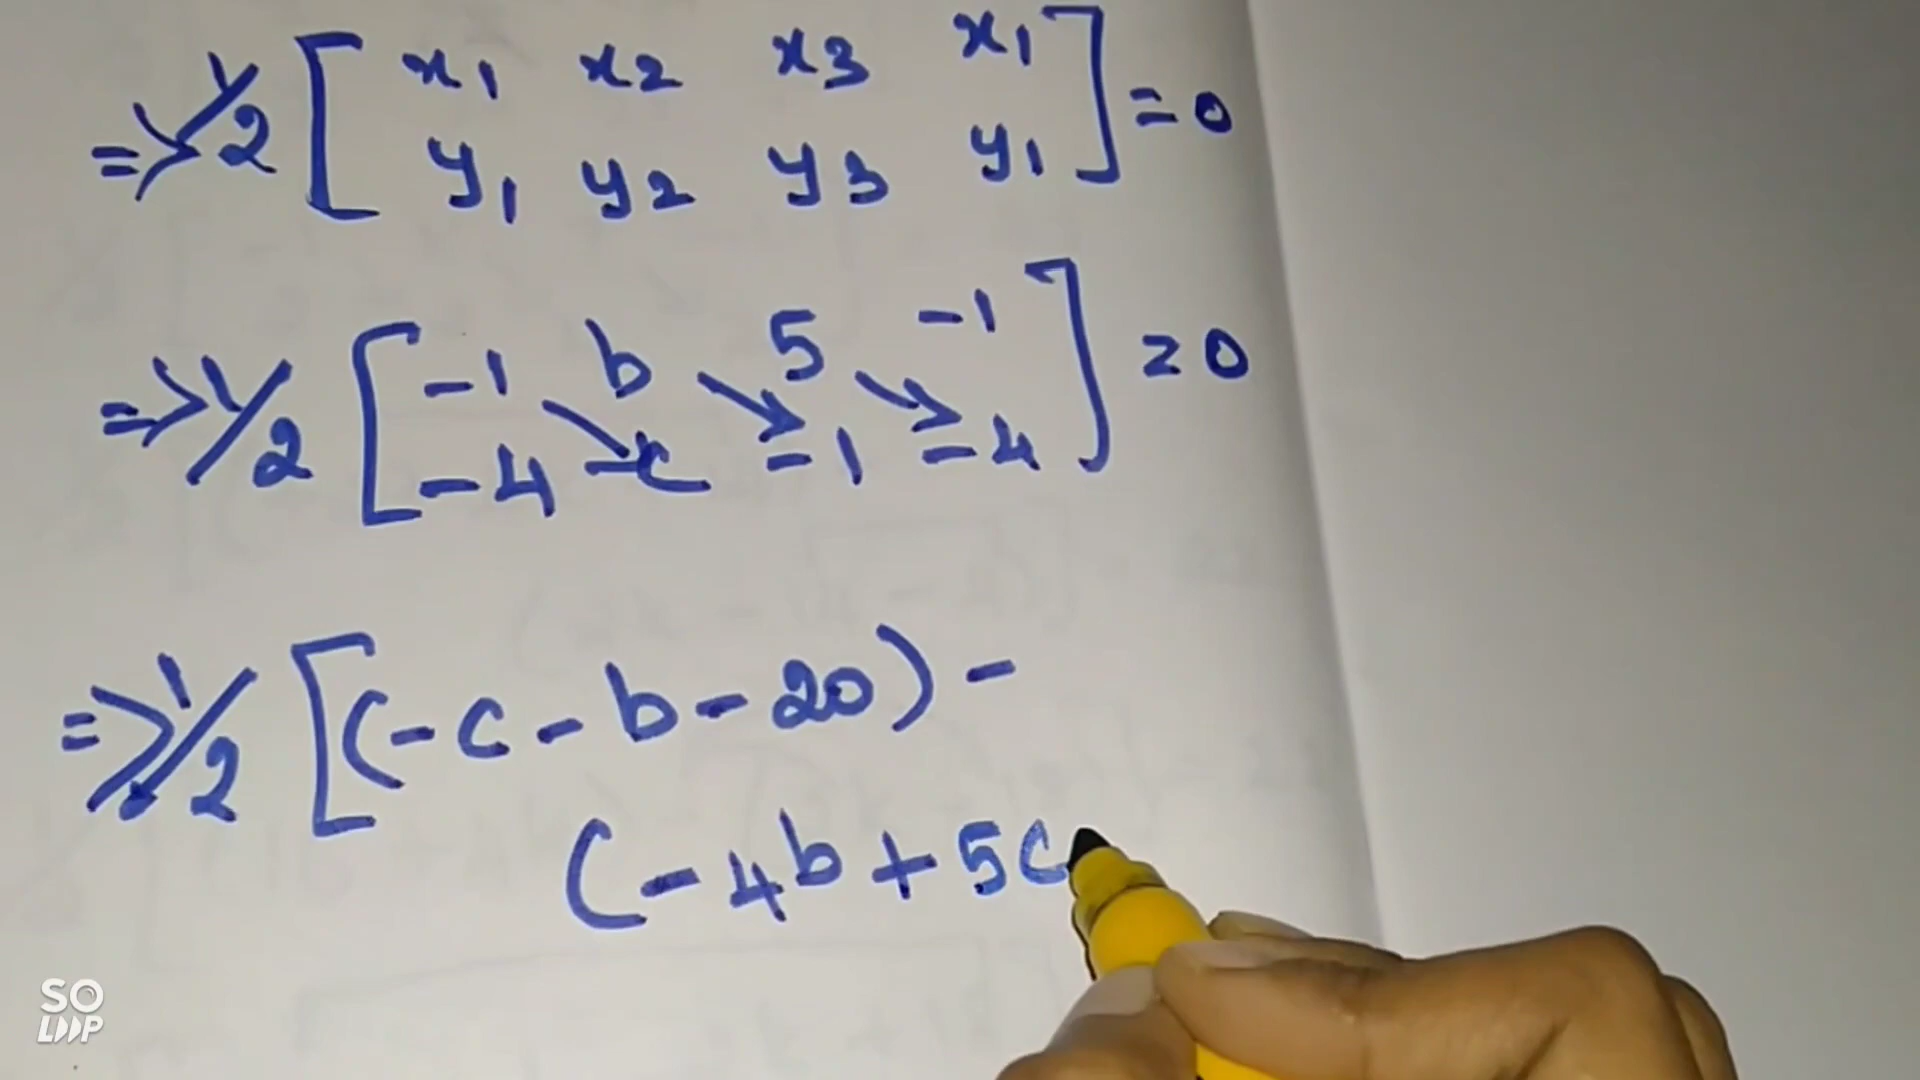 => 1/2 [ x1 x2 x3 x1 ] = 0
y1 y2 y3 y1
=> 1/2 [ -1 b 5 -1 ] = 0
-4 c -1 -4
=> 1/2 [(-c - b - 20) -
(-4b + 5c
SO
LOOP